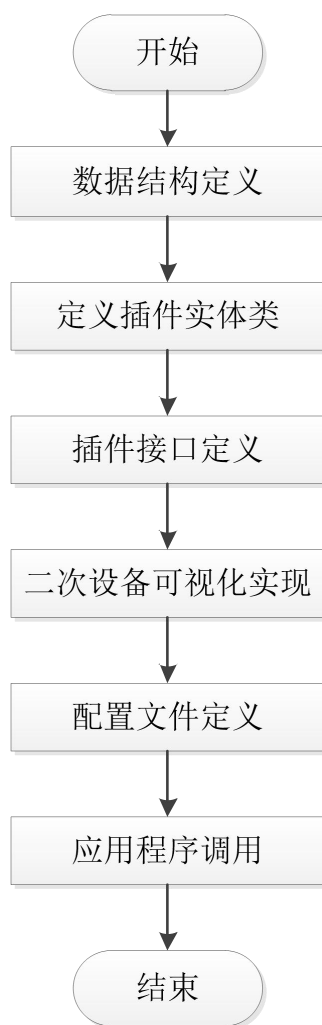 开始
数据结构定义
定义插件实体类
插件接口定义
二次设备可视化实现
配置文件定义
应用程序调用
结束